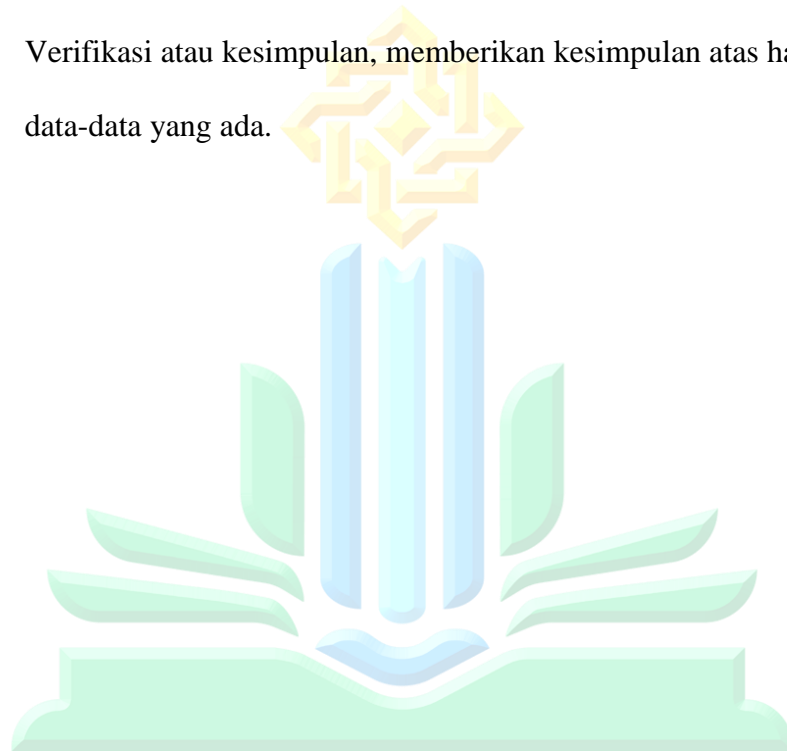 Verifikasi atau kesimpulan, memberikan kesimpulan atas ha
data-data yang ada.